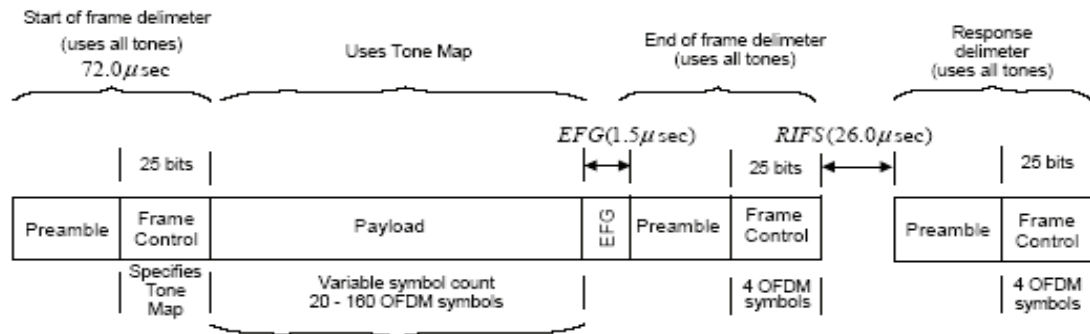 Start of frame delimeter
(uses all tones)
72.0μsec
Uses Tone Map
End of frame delimeter
(uses all tones)
Response
delimeter
(uses all tones)
EFG(1.5μsec)
RIFS(26.0μsec)
25 bits
25 bits
25 bits
Preamble
Frame
Control
Payload
EFG
Preamble
Frame
Control
Preamble
Frame
Control
Specifies
Tone
Map
Variable symbol count
20 - 160 OFDM symbols
4 OFDM
symbols
4 OFDM
symbols